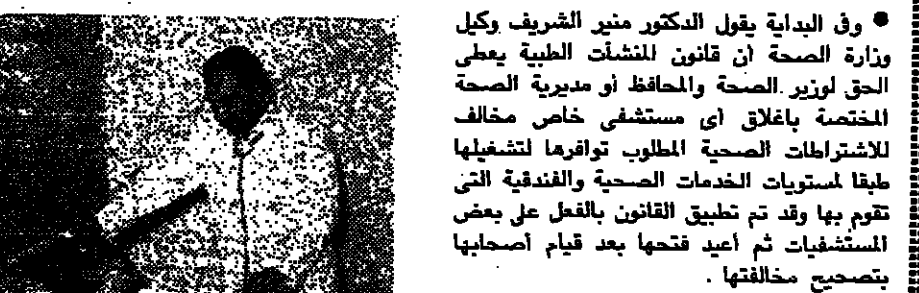 ● وفى البداية يقول الدكتور منير الشريف وكيل
وزارة الصحة أن قانون المنشأت الطبية يعطى
الحق لوزير الصحة والمحافظ أو مديرية الصحة
المختصة باغلاق أى مستشفى خاص مخالف
للاشتراطات الصحية المطلوب توافرها لتشغيلها
طبقا لمستويات الخدمات الصحية والفندقية التى
تقوم بها وقد تم تطبيق القانون بالفعل على بعض
المستشفيات ثم أعيد فتحها بعد قيام أصحابها
بتصحيح مخالفتها .